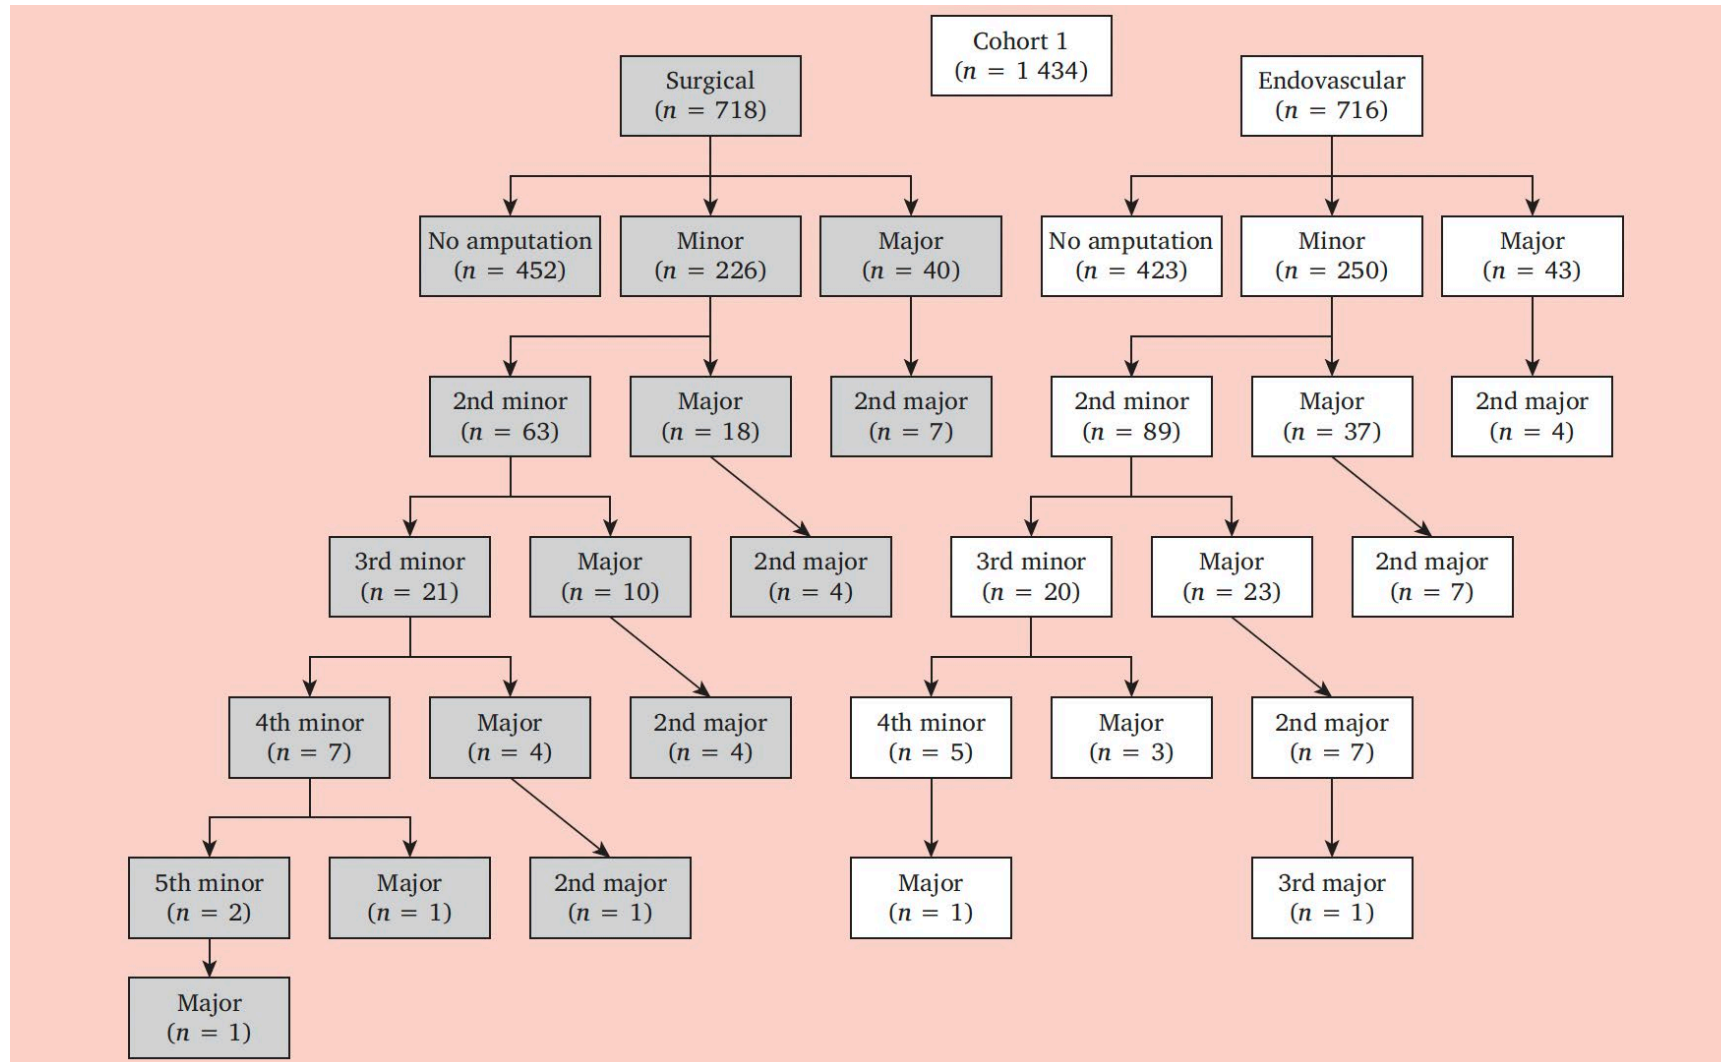 Cohort 1
(n = 1 434)
Surgical
(n = 718)
Endovascular
(n = 716)
No amputation
(n = 452)
Minor
(n = 226)
Major
(n = 40)
No amputation
(n = 423)
Minor
(n = 250)
Major
(n = 43)
2nd minor
(n = 63)
Major
(n = 18)
2nd major
(n = 7)
2nd minor
(n = 89)
Major
(n = 37)
2nd major
(n = 4)
3rd minor
(n = 21)
Major
(n = 10)
2nd major
(n = 4)
3rd minor
(n = 20)
Major
(n = 23)
2nd major
(n = 7)
4th minor
(n = 7)
Major
(n = 4)
2nd major
(n = 4)
4th minor
(n = 5)
Major
(n = 3)
2nd major
(n = 7)
5th minor
(n = 2)
Major
(n = 1)
2nd major
(n = 1)
Major
(n = 1)
3rd major
(n = 1)
Major
(n = 1)